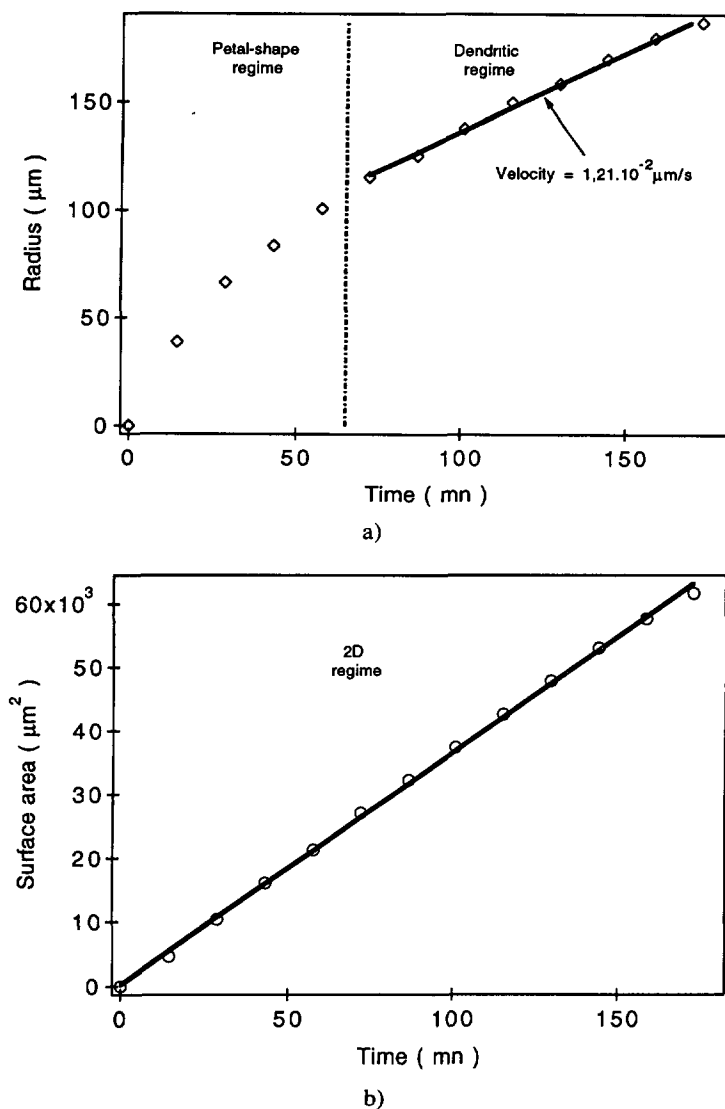 Petal-shape
regime
Dendritic
regime
150
100
50
0
Radius ( μm )
Velocity = 1,21.10⁻² μm/s
0
50
100
150
Time ( mn )
a)
60x10³
50
40
30
20
10
0
Surface area ( μm² )
2D
regime
0
50
100
150
Time ( mn )
b)